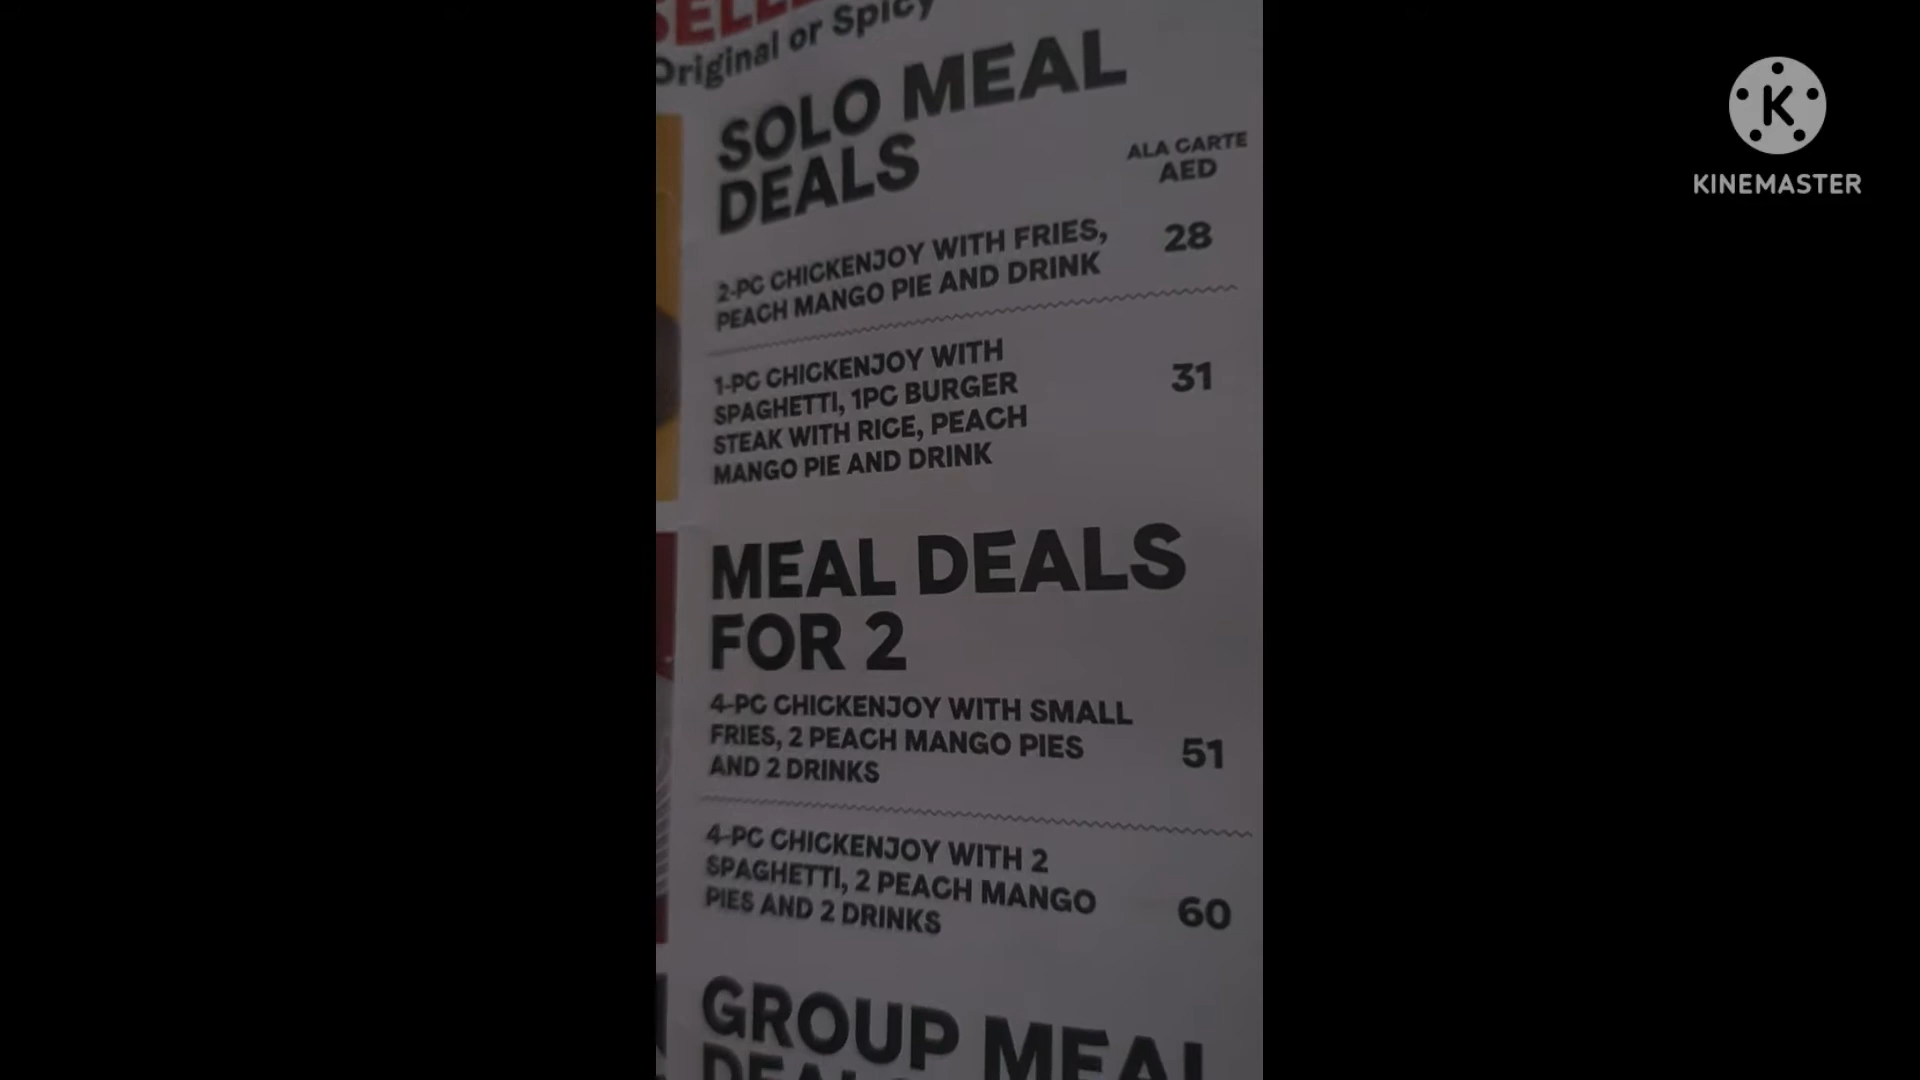 Original or Spicy
SOLO MEAL
DEALS
ALA CARTE
AED
2-PC CHICKENJOY WITH FRIES,
PEACH MANGO PIE AND DRINK
28
1-PC CHICKENJOY WITH
SPAGHETTI, 1PC BURGER
STEAK WITH RICE, PEACH
MANGO PIE AND DRINK
31
MEAL DEALS
FOR 2
4-PC CHICKENJOY WITH SMALL
FRIES, 2 PEACH MANGO PIES
AND 2 DRINKS
51
4-PC CHICKENJOY WITH 2
SPAGHETTI, 2 PEACH MANGO
PIES AND 2 DRINKS
60
GROUP MEAL
K
KINEMASTER